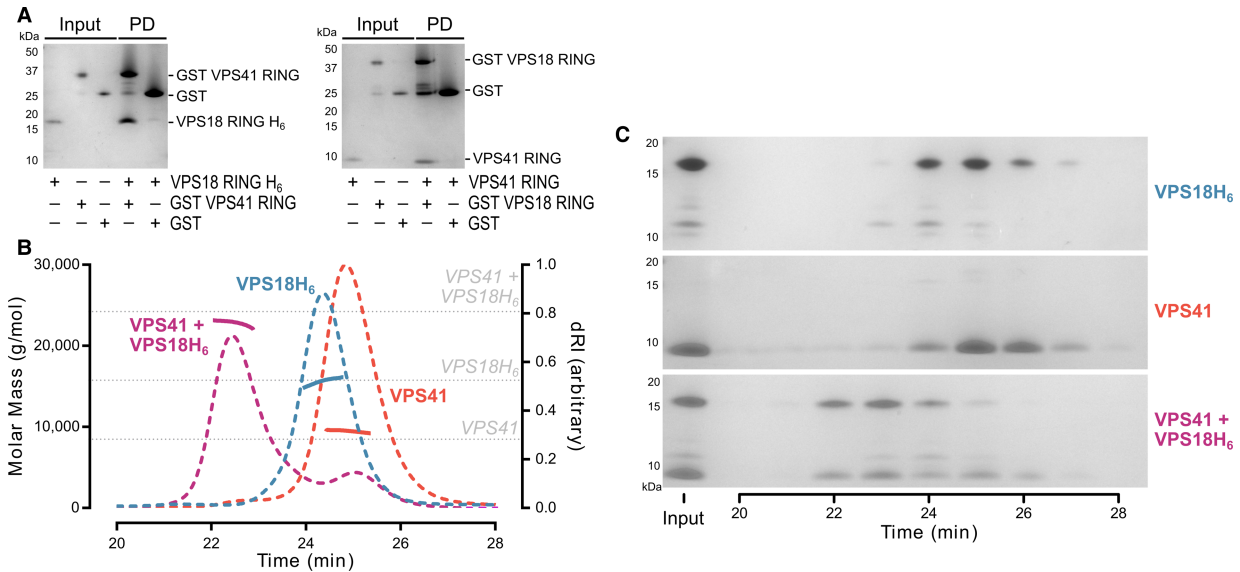 A
Input PD
kDa
50
37
25
20
15
10
GST VPS41 RING
GST
VPS18 RING H6
+ − − + + VPS18 RING H6
− + − + − GST VPS41 RING
− − + − + GST
Input PD
kDa
50
37
25
20
15
10
GST VPS18 RING
GST
VPS41 RING
+ − − + + VPS41 RING
− + − + − GST VPS18 RING
− − + − + GST
B
Molar Mass (g/mol)
30,000
20,000
10,000
0
VPS41 +
VPS18H6
VPS18H6
VPS41
VPS41 +
VPS18H6
VPS18H6
VPS41
1.0
0.8
0.6
0.4
0.2
0.0
dRI (arbitrary)
20 22 24 26 28
Time (min)
C
20
15
10
VPS18H6
20
15
10
VPS41
20
15
10
kDa
VPS41 +
VPS18H6
Input 20 22 24 26 28
Time (min)